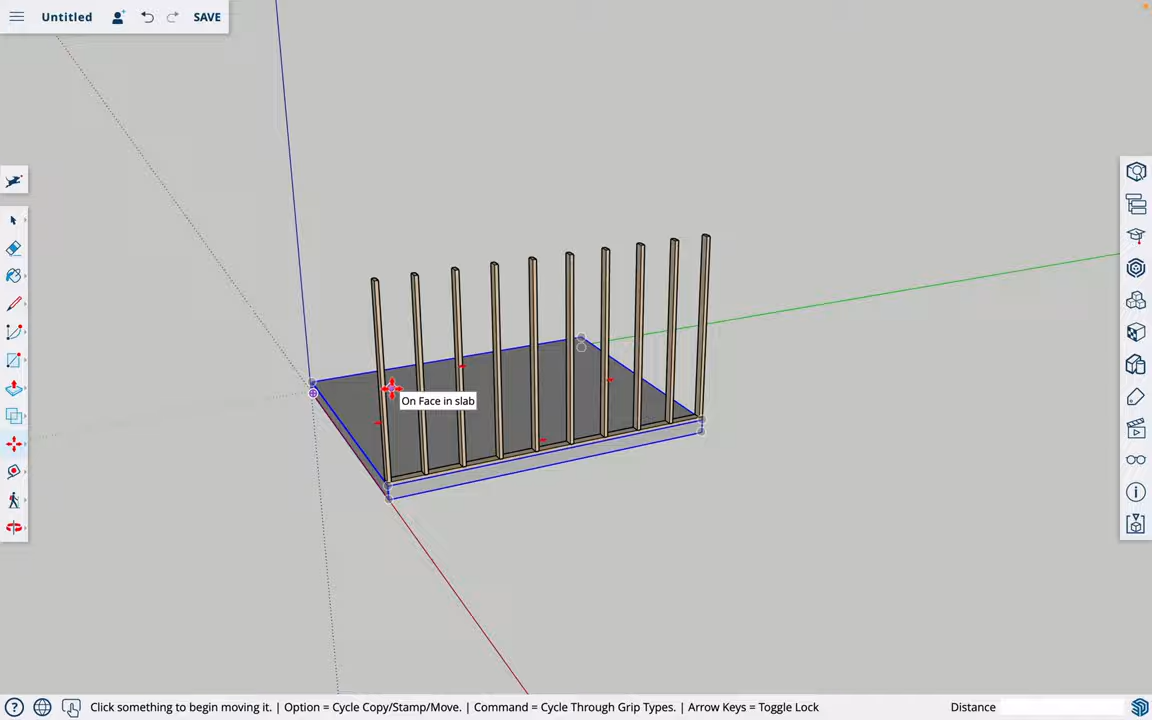 Untitled
SAVE
On Face in slab
Click something to begin moving it. | Option = Cycle Copy/Stamp/Move. | Command = Cycle Through Grip Types. | Arrow Keys = Toggle Lock
Distance